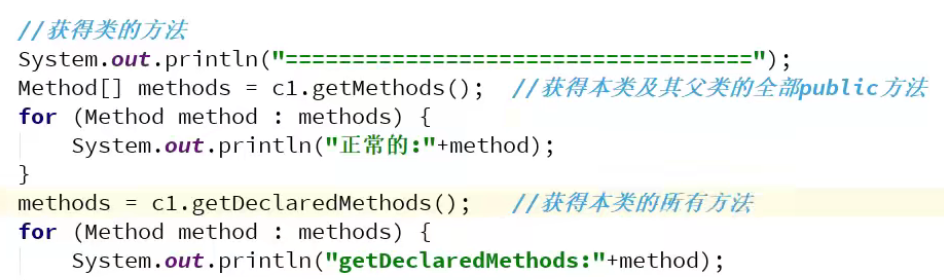 //获得类的方法
System.out.println("===================================");
Method[] methods = c1.getMethods();  //获得本类及其父类的全部public方法
for (Method method : methods) {
    System.out.println("正常的:"+method);
}
methods = c1.getDeclaredMethods();   //获得本类的所有方法
for (Method method : methods) {
    System.out.println("getDeclaredMethods:"+method);